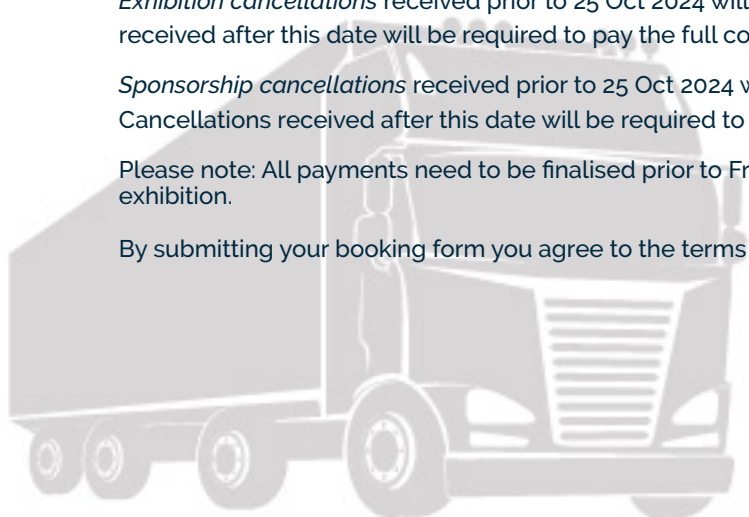 Exhibition cancellations received prior to 25 Oct 2024 will
received after this date will be required to pay the full
Sponsorship cancellations received prior to 25 Oct 2024
Cancellations received after this date will be required to
Please note: All payments need to be finalised prior to
exhibition.
By submitting your booking form you agree to the terms